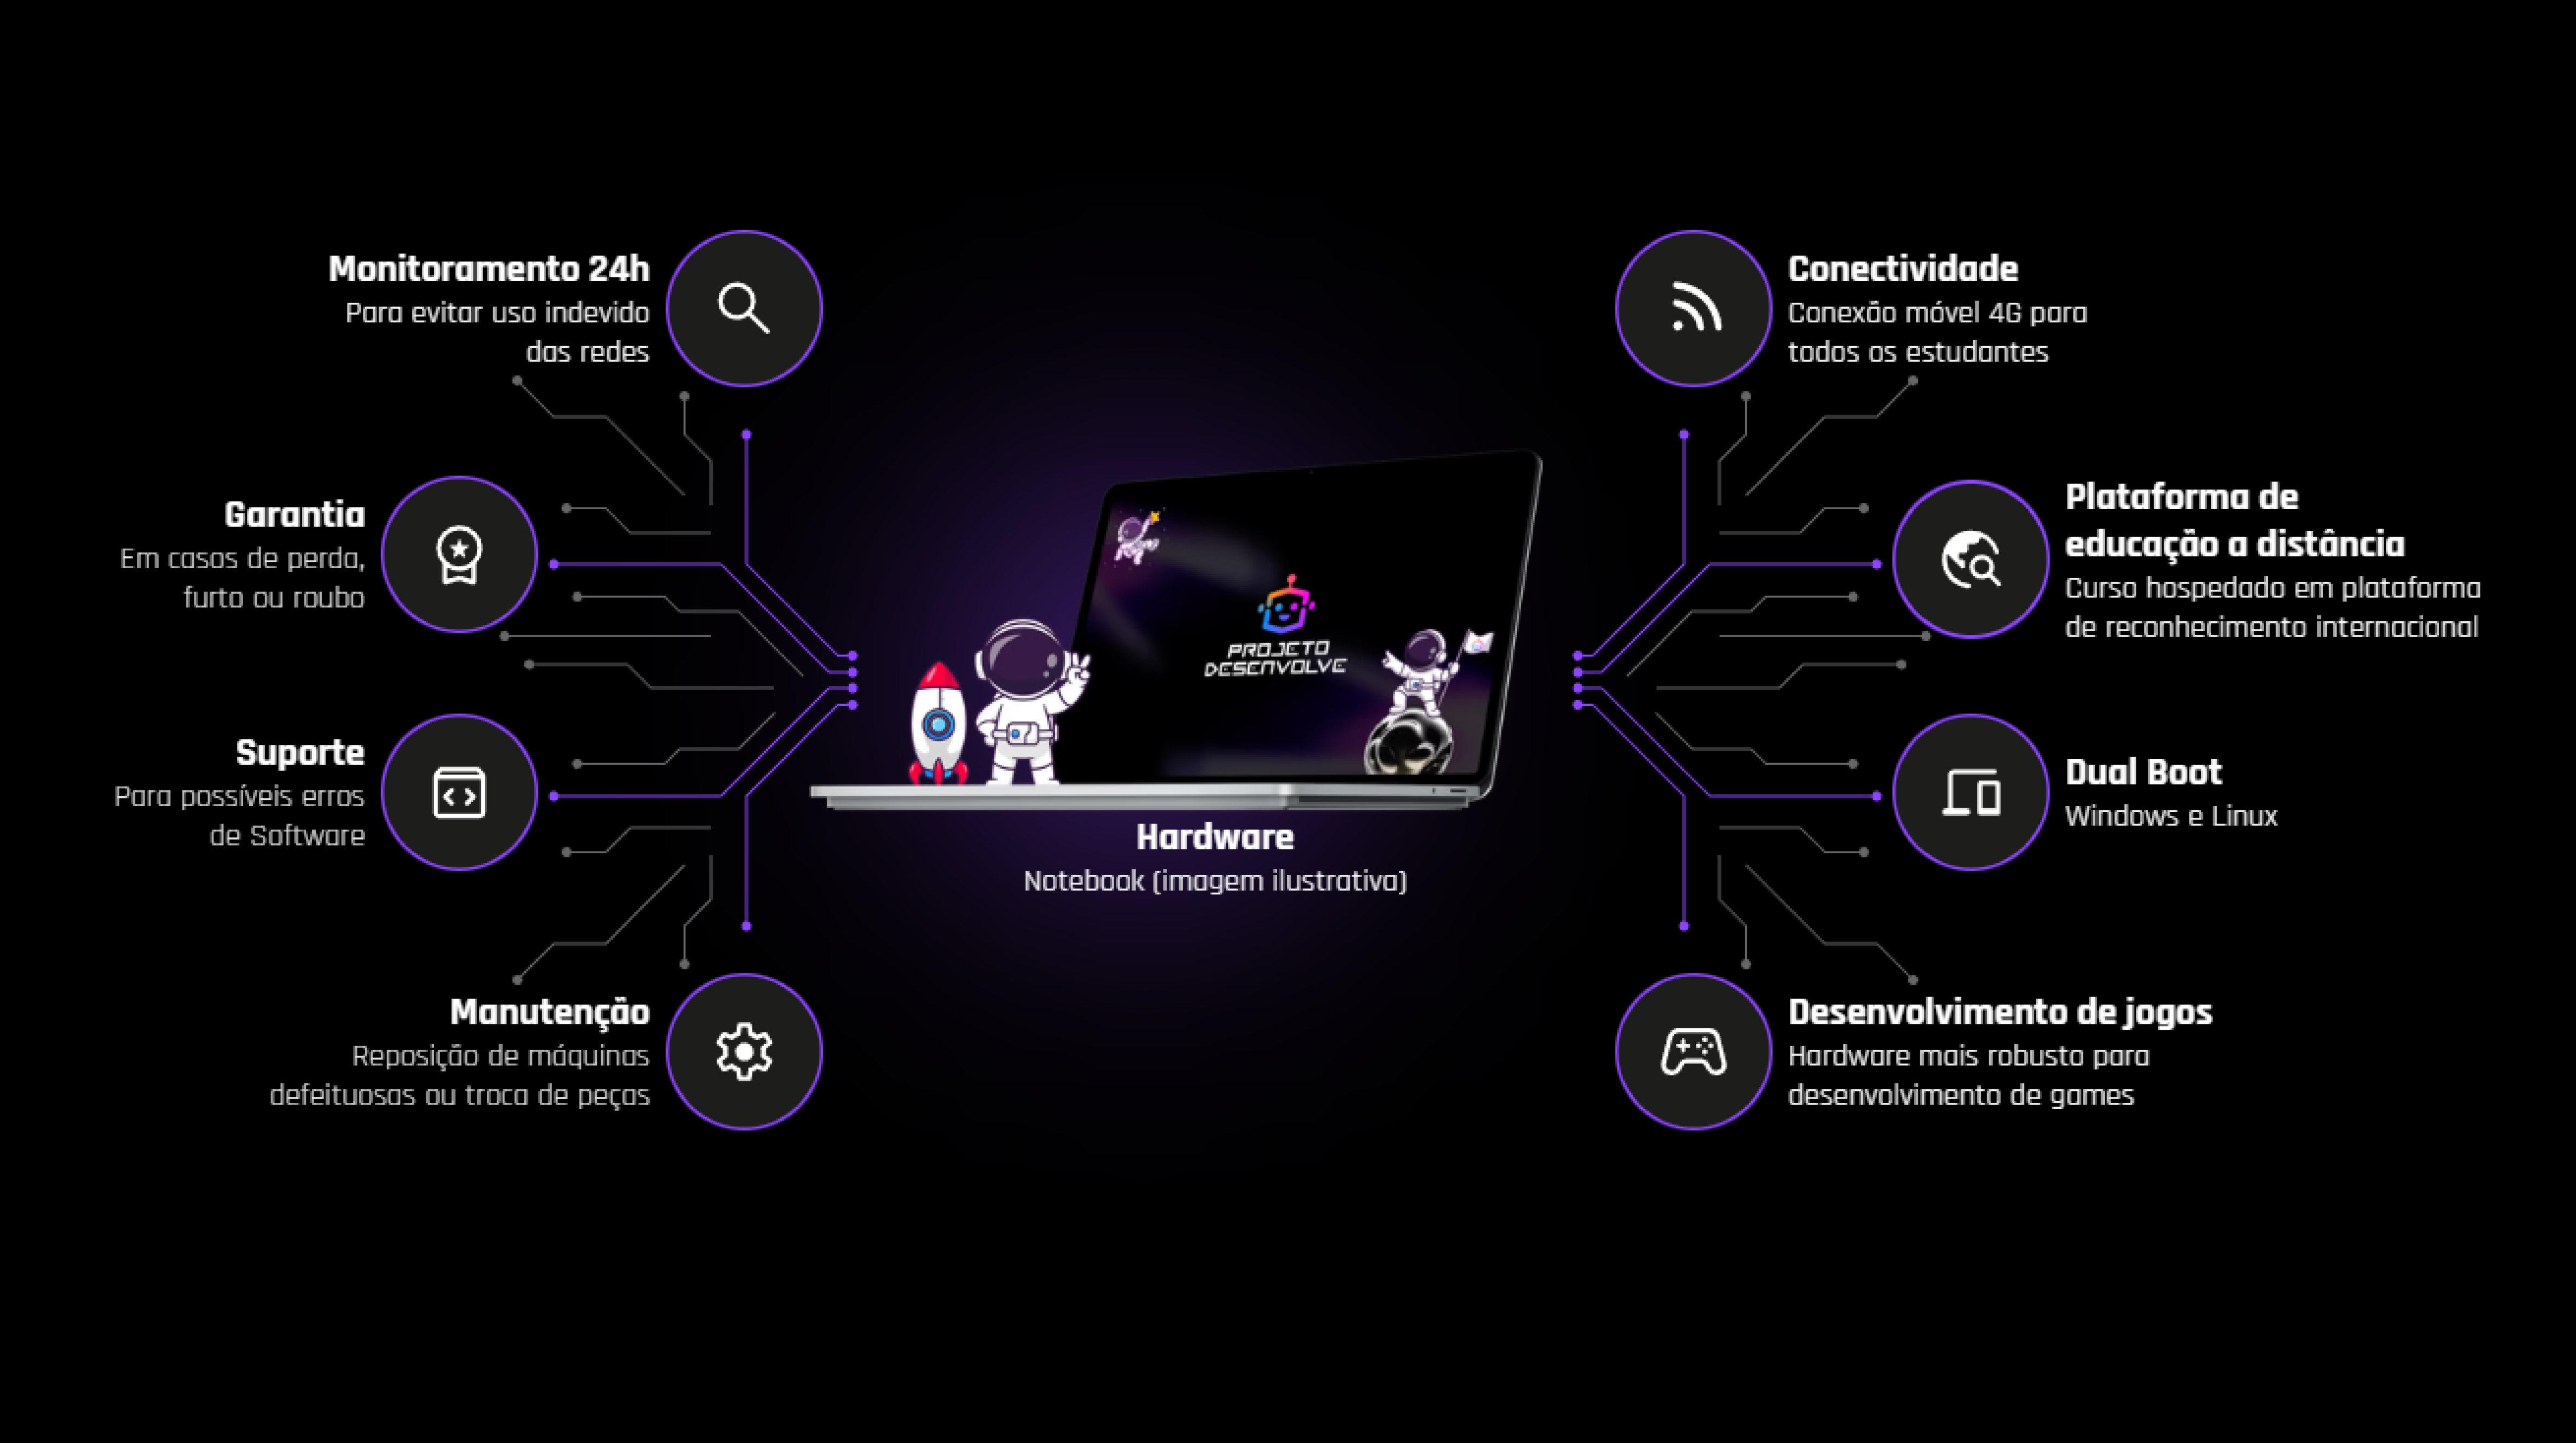 Monitoramento 24h
Para evitar uso indevido
das redes
Garantia
Em casos de perda,
furto ou roubo
Suporte
Para possíveis erros
de Software
Manutenção
Reposição de máquinas
defeituosas ou troca de peças
PROJETO
DESENVOLVE
Hardware
Notebook (imagem ilustrativa)
Conectividade
Conexão móvel 4G para
todos os estudantes
Plataforma de
educação a distância
Curso hospedado em plataforma
de reconhecimento internacional
Dual Boot
Windows e Linux
Desenvolvimento de jogos
Hardware mais robusto para
desenvolvimento de games